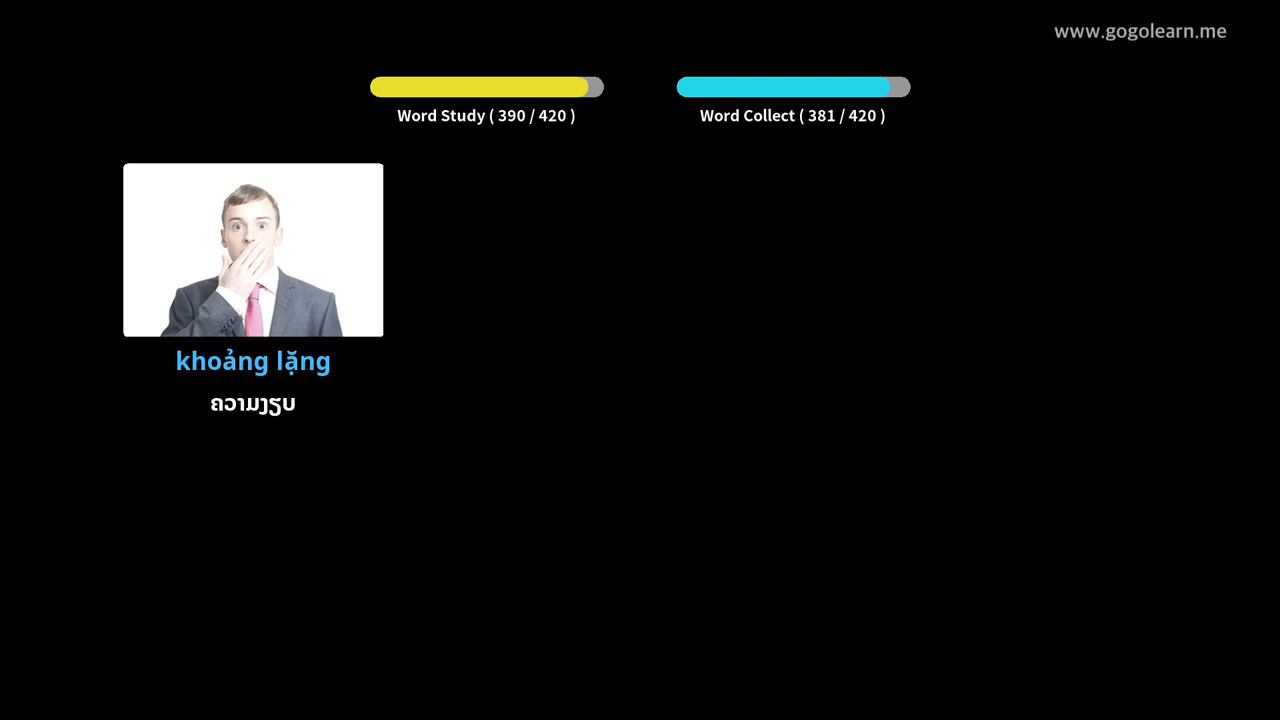 www.gogolearn.me
Word Study ( 390 / 420 )
Word Collect ( 381 / 420 )
khoảng lặng
ຄວາມງຽບ